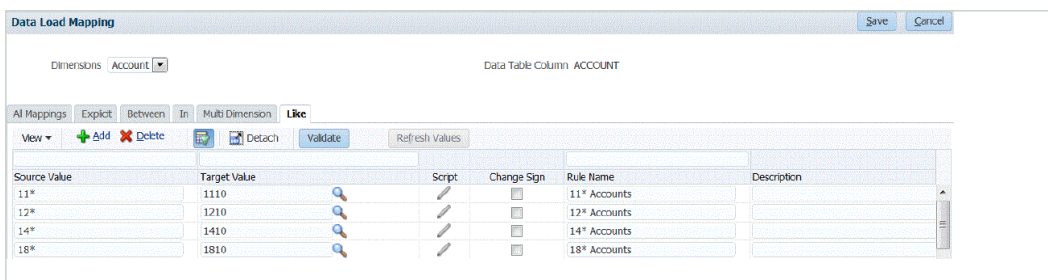 Data Load Mapping Save Cancel
Dimensions Account Data Table Column ACCOUNT
All Mappings Explicit Between In Multi Dimension Like
View Add Delete Detach Validate Refresh Values
Source Value Target Value Script Change Sign Rule Name Description
11* 1110 11* Accounts
12* 1210 12* Accounts
14* 1410 14* Accounts
18* 1810 18* Accounts